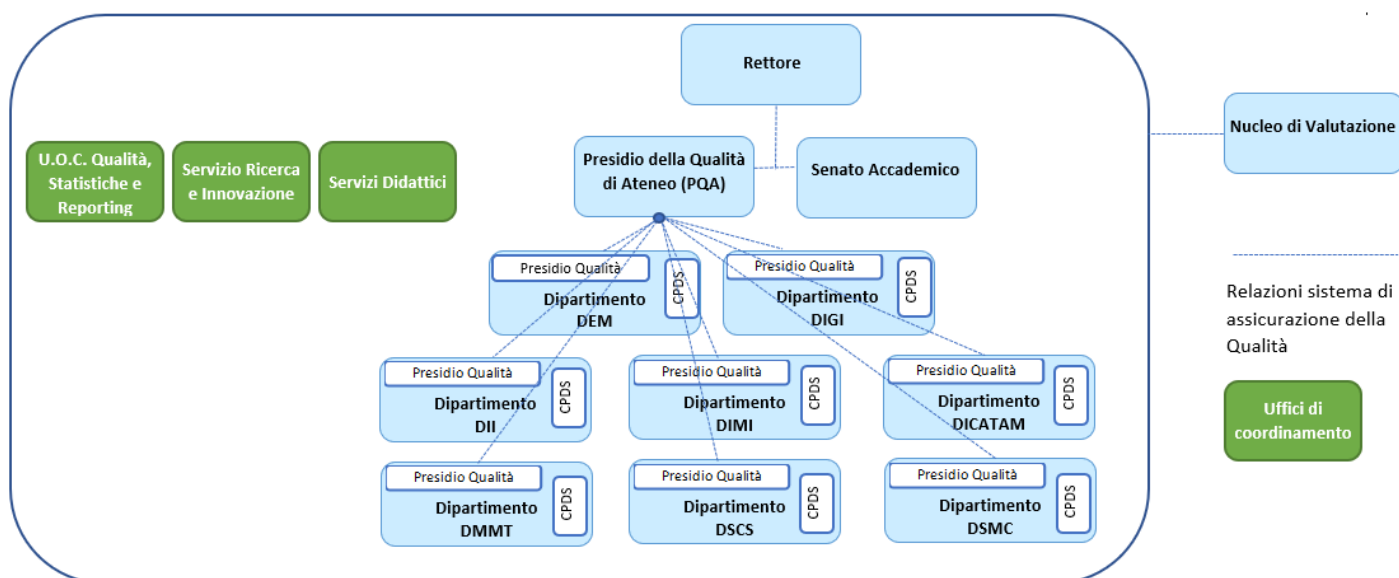 Rettore
U.O.C. Qualità,
Statistiche e
Reporting
Servizio Ricerca
e Innovazione
Servizi Didattici
Presidio della Qualità
di Ateneo (PQA)
Senato Accademico
Nucleo di Valutazione
Presidio Qualità
CPDS
Dipartimento
DEM
Presidio Qualità
CPDS
Dipartimento
DIGI
Relazioni sistema di
assicurazione della
Qualità
Presidio Qualità
CPDS
Dipartimento
DII
Presidio Qualità
CPDS
Dipartimento
DIMI
Presidio Qualità
CPDS
Dipartimento
DICATAM
Uffici di
coordinamento
Presidio Qualità
CPDS
Dipartimento
DMMT
Presidio Qualità
CPDS
Dipartimento
DSCS
Presidio Qualità
CPDS
Dipartimento
DSMC